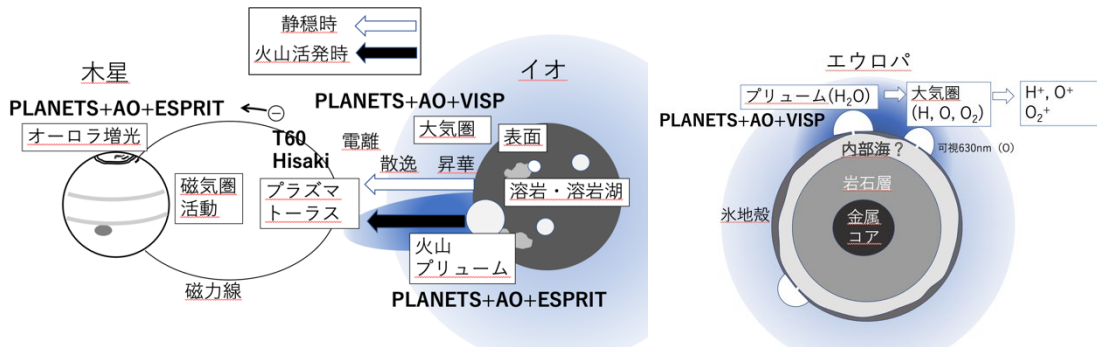 静穏時
火山活発時
木星
PLANETS+AO+ESPRIT
オーロラ増光
磁気圏
活動
磁力線
T60
Hisaki
プラズマ
トーラス
イオ
PLANETS+AO+VISP
大気圏
表面
電離
散逸
昇華
溶岩・溶岩湖
火山
プリューム
PLANETS+AO+ESPRIT
エウロパ
プリューム(H₂O)
大気圏
(H, O, O₂)
H⁺, O⁺
O₂⁺
PLANETS+AO+VISP
可視630nm（O）
内部海？
岩石層
氷地殻
金属
コア